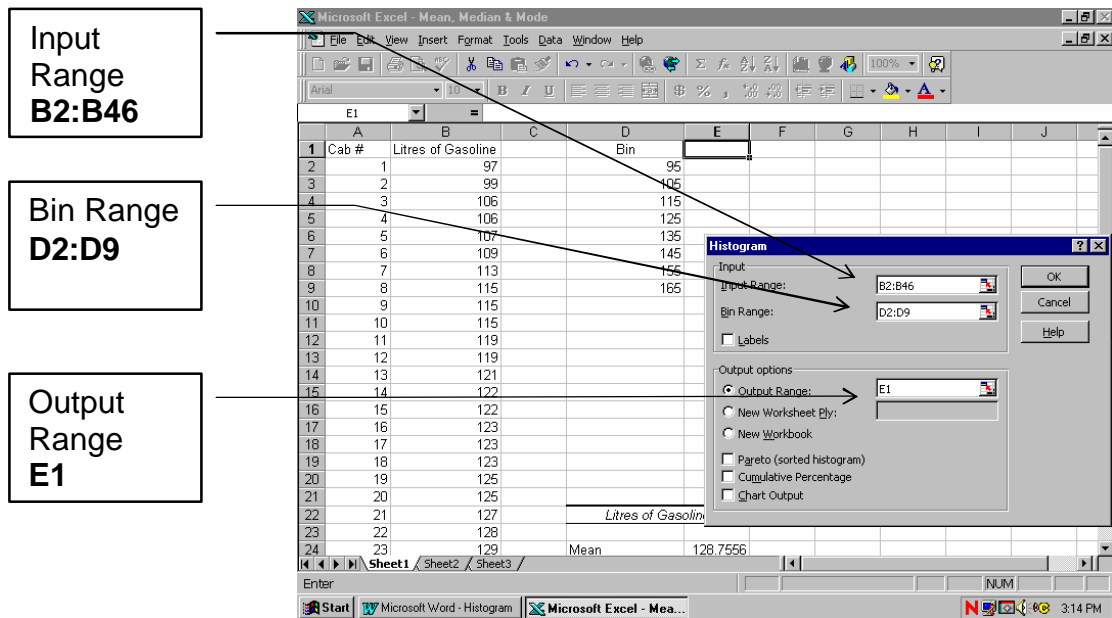 Input
Range
B2:B46
Bin Range
D2:D9
Output
Range
E1
Microsoft Excel - Mean, Median & Mode
File Edit View Insert Format Tools Data Window Help
100%
Arial 10 B I U $ % ,
E1 =
A B C D E F G H I J
1 Cab # Litres of Gasoline Bin
2 1 97 95
3 2 99 105
4 3 106 115
5 4 106 125
6 5 107 135
7 6 109 145
8 7 113 155
9 8 115 165
10 9 115
11 10 115
12 11 119
13 12 119
14 13 121
15 14 122
16 15 122
17 16 123
18 17 123
19 18 123
20 19 125
21 20 125
22 21 127 Litres of Gasolin
23 22 128
24 23 129 Mean 128.7556
Histogram
Input
Input Range: B2:B46
Bin Range: D2:D9
Labels
OK
Cancel
Help
Output options
Output Range: E1
New Worksheet Ply:
New Workbook
Pareto (sorted histogram)
Cumulative Percentage
Chart Output
Sheet1 Sheet2 Sheet3
Enter NUM
Start Microsoft Word - Histogram Microsoft Excel - Mea... 3:14 PM